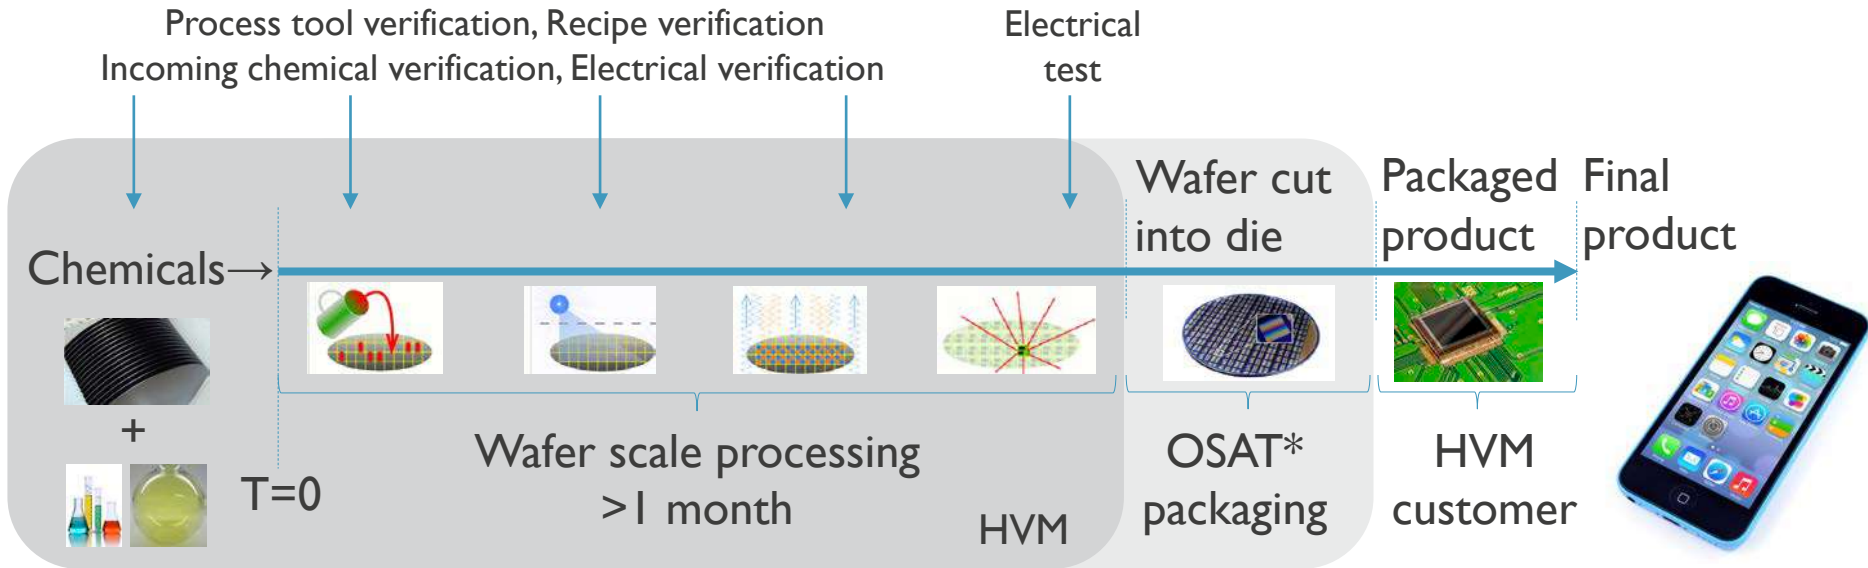 Process tool verification, Recipe verification
Incoming chemical verification, Electrical verification
Electrical
test
Wafer cut
into die
Packaged
product
Final
product
Chemicals→
+
T=0
Wafer scale processing
>1 month
HVM
OSAT*
packaging
HVM
customer